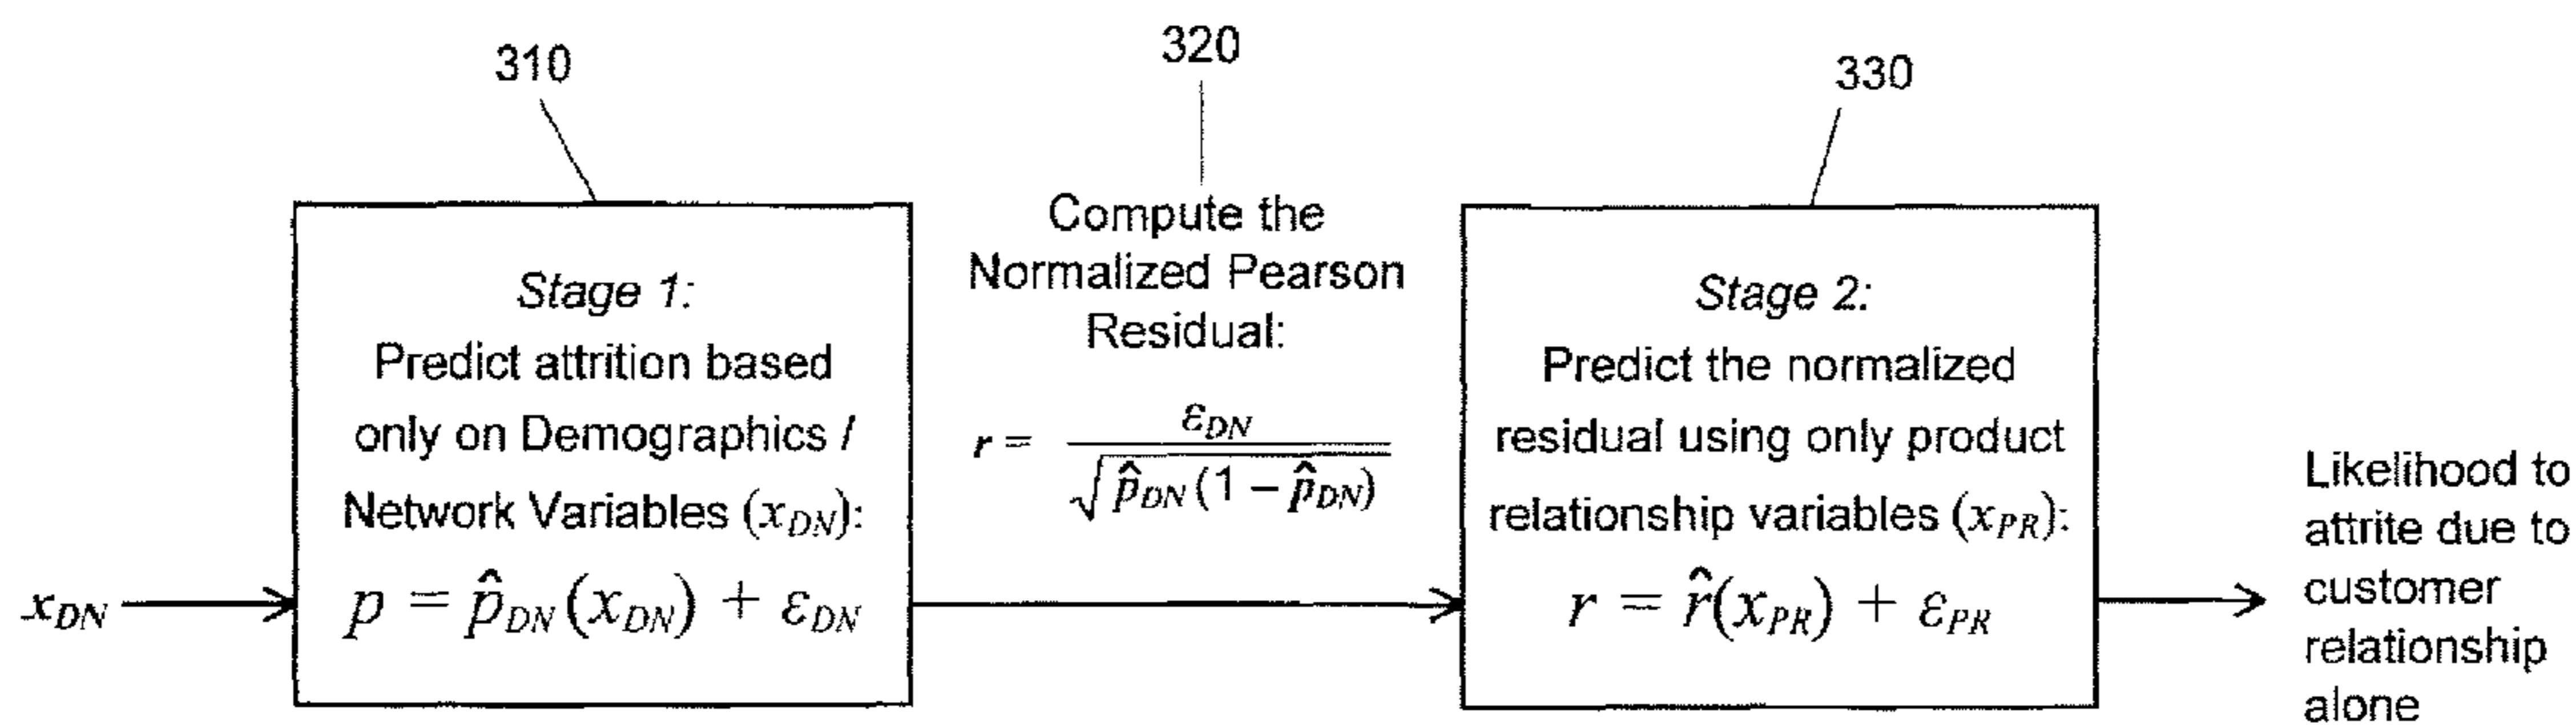 310
320
330
x_DN
Stage 1:
Predict attrition based
only on Demographics /
Network Variables (x_DN):
p = p̂_DN(x_DN) + ε_DN
Compute the
Normalized Pearson
Residual:
r = ε_DN / √(p̂_DN(1 − p̂_DN))
Stage 2:
Predict the normalized
residual using only product
relationship variables (x_PR):
r = r̂(x_PR) + ε_PR
Likelihood to
attrite due to
customer
relationship
alone